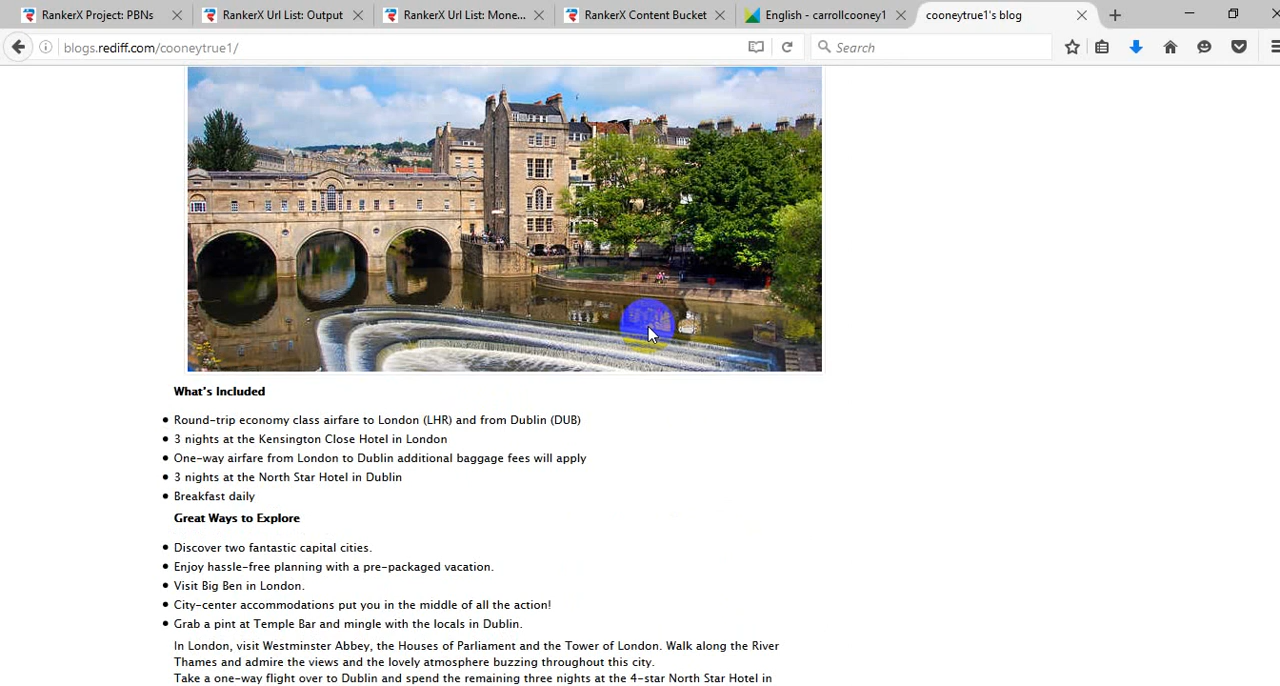 RankerX Project: PBNs
RankerX Url List: Output
RankerX Url List: Mone...
RankerX Content Bucket
English - carrollcooney1
cooneytrue1's blog
blogs.rediff.com/cooneytrue1/
Search
What's Included
• Round-trip economy class airfare to London (LHR) and from Dublin (DUB)
• 3 nights at the Kensington Close Hotel in London
• One-way airfare from London to Dublin additional baggage fees will apply
• 3 nights at the North Star Hotel in Dublin
• Breakfast daily
Great Ways to Explore
• Discover two fantastic capital cities.
• Enjoy hassle-free planning with a pre-packaged vacation.
• Visit Big Ben in London.
• City-center accommodations put you in the middle of all the action!
• Grab a pint at Temple Bar and mingle with the locals in Dublin.
In London, visit Westminster Abbey, the Houses of Parliament and the Tower of London. Walk along the River
Thames and admire the views and the lovely atmosphere buzzing throughout this city.
Take a one-way flight over to Dublin and spend the remaining three nights at the 4-star North Star Hotel in